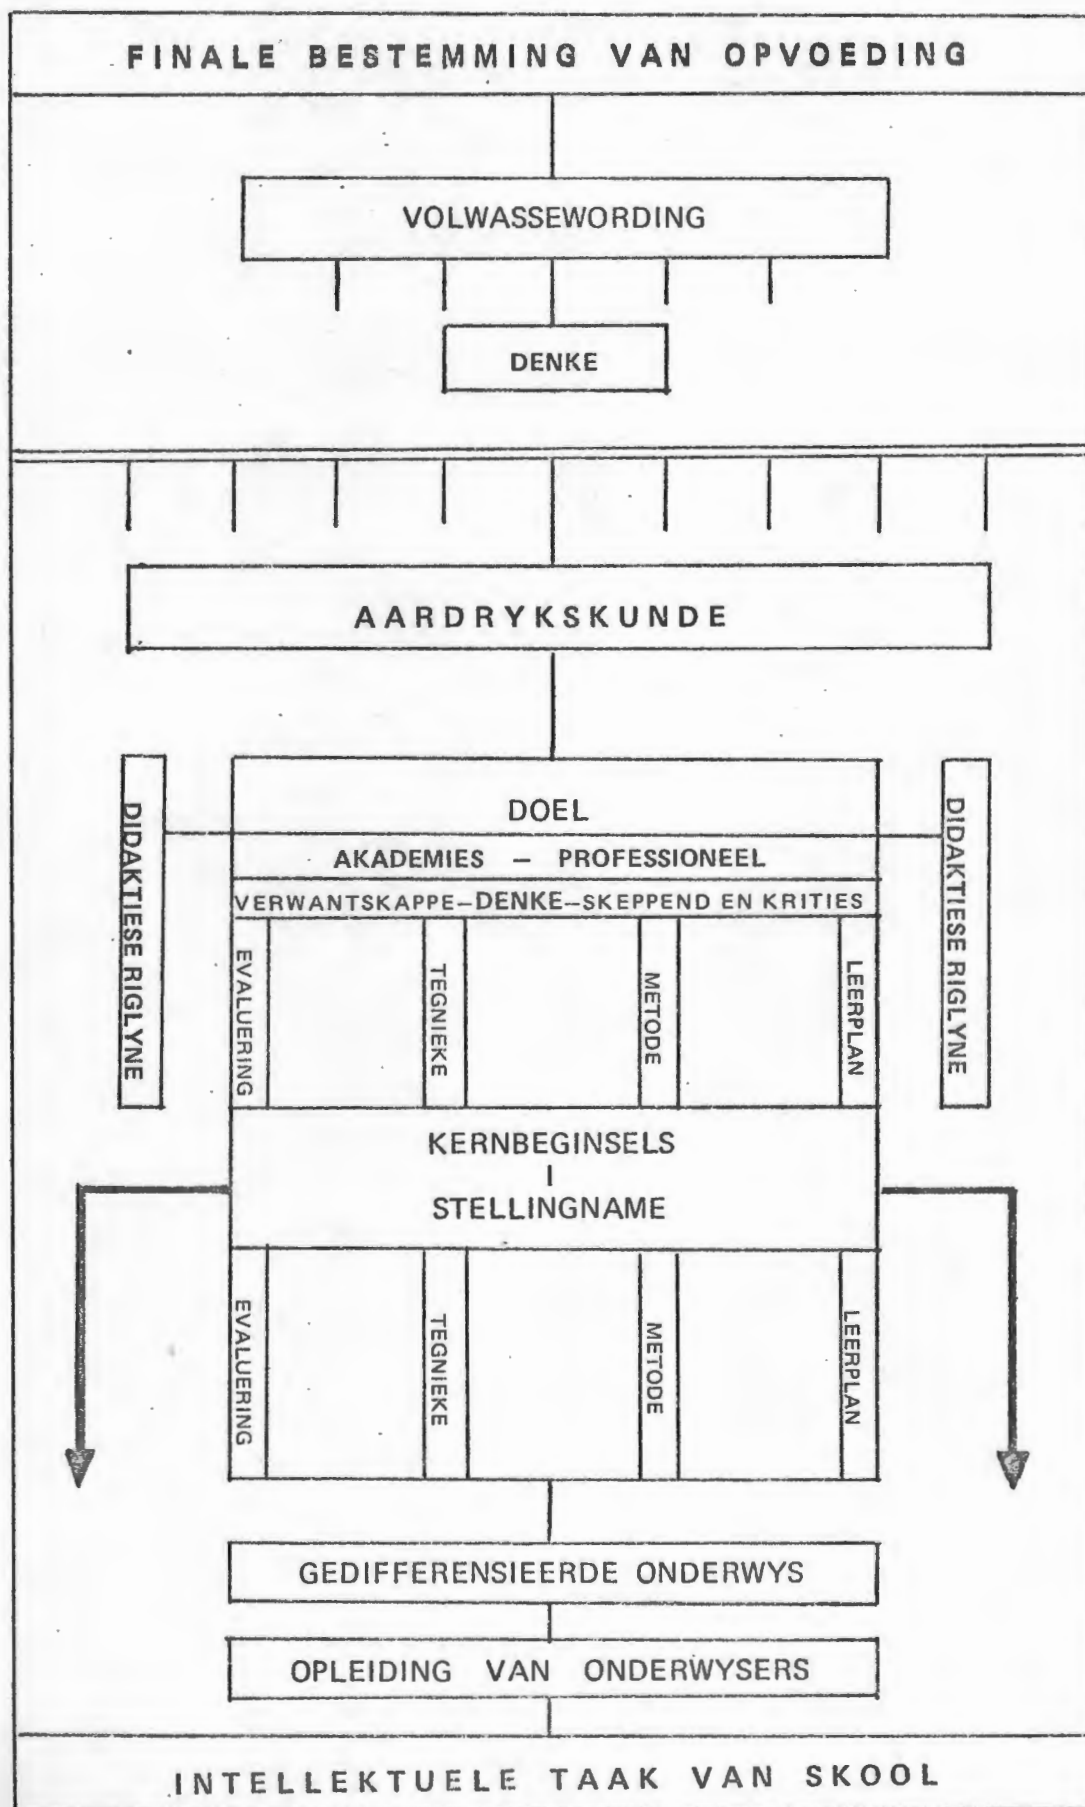 FINALE BESTEMMING VAN OPVOEDING
VOLWASSEWORDING
DENKE
AARDRYKSKUNDE
DIDAKTIESE RIGLYNE
DOEL
AKADEMIES – PROFESSIONEEL
VERWANTSKAPPE–DENKE–SKEPPEND EN KRITIES
EVALUERING
TEGNIEKE
METODE
LEERPLAN
DIDAKTIESE RIGLYNE
KERNBEGINSELS
STELLINGNAME
EVALUERING
TEGNIEKE
METODE
LEERPLAN
GEDIFFERENSIEERDE ONDERWYS
OPLEIDING VAN ONDERWYSERS
INTELLEKTUELE TAAK VAN SKOOL